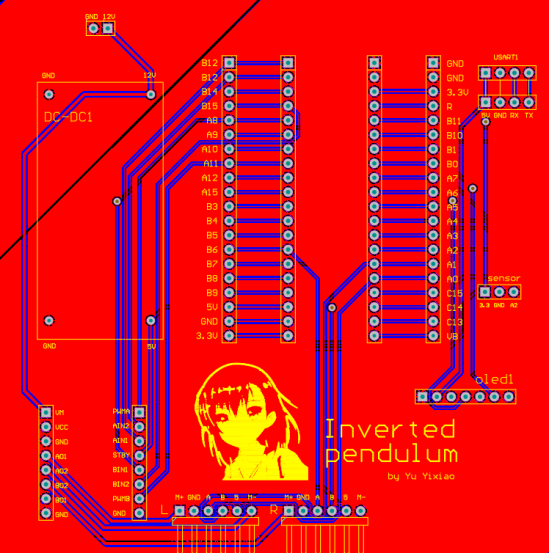 GND 12V
GND
12V
DC-DC1
GND
5V
B12
B12
B14
B15
A8
A9
A10
A11
A12
A15
B3
B4
B5
B6
B7
B8
B9
5V
GND
3.3V
GND
GND
3.3V
R
B11
B10
B1
B0
A7
A6
A5
A4
A3
A2
A1
A0
C15
C14
C13
VB
USART1
5V GND RX TX
sensor
3.3 GND A2
oled1
VM
VCC
GND
AO1
AO2
BO2
BO1
GND
PWMA
AIN2
AIN1
STBY
BIN1
BIN2
PWMB
GND
Inverted
pendulum
by Yu Yixiao
L
M+ GND A B 5 M-
R
M+ GND A B 5 M-